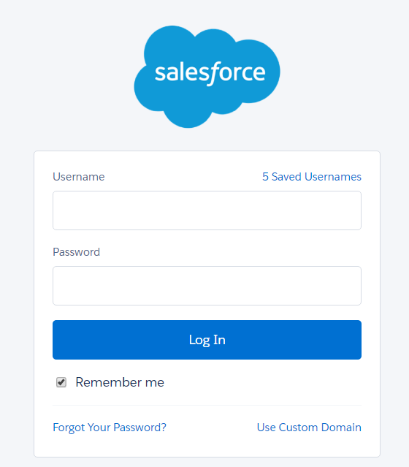 salesforce
Username 5 Saved Usernames
Password
Log In
Remember me
Forgot Your Password? Use Custom Domain